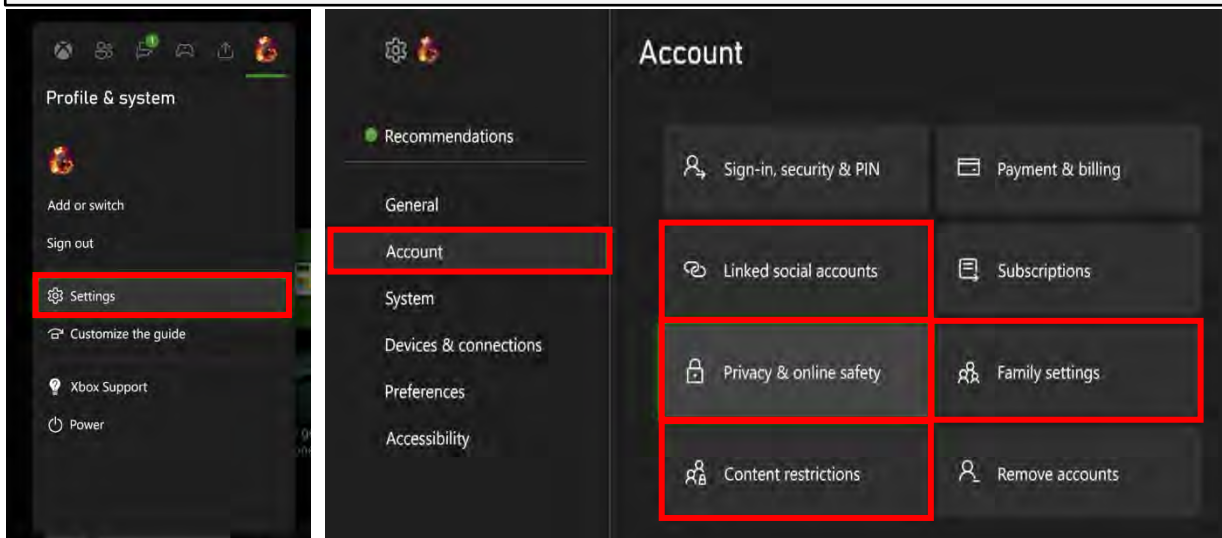 1
Profile & system
Add or switch
Sign out
Settings
Customize the guide
Xbox Support
Power
Recommendations
General
Account
System
Devices & connections
Preferences
Accessibility
Account
Sign-in, security & PIN
Payment & billing
Linked social accounts
Subscriptions
Privacy & online safety
Family settings
Content restrictions
Remove accounts